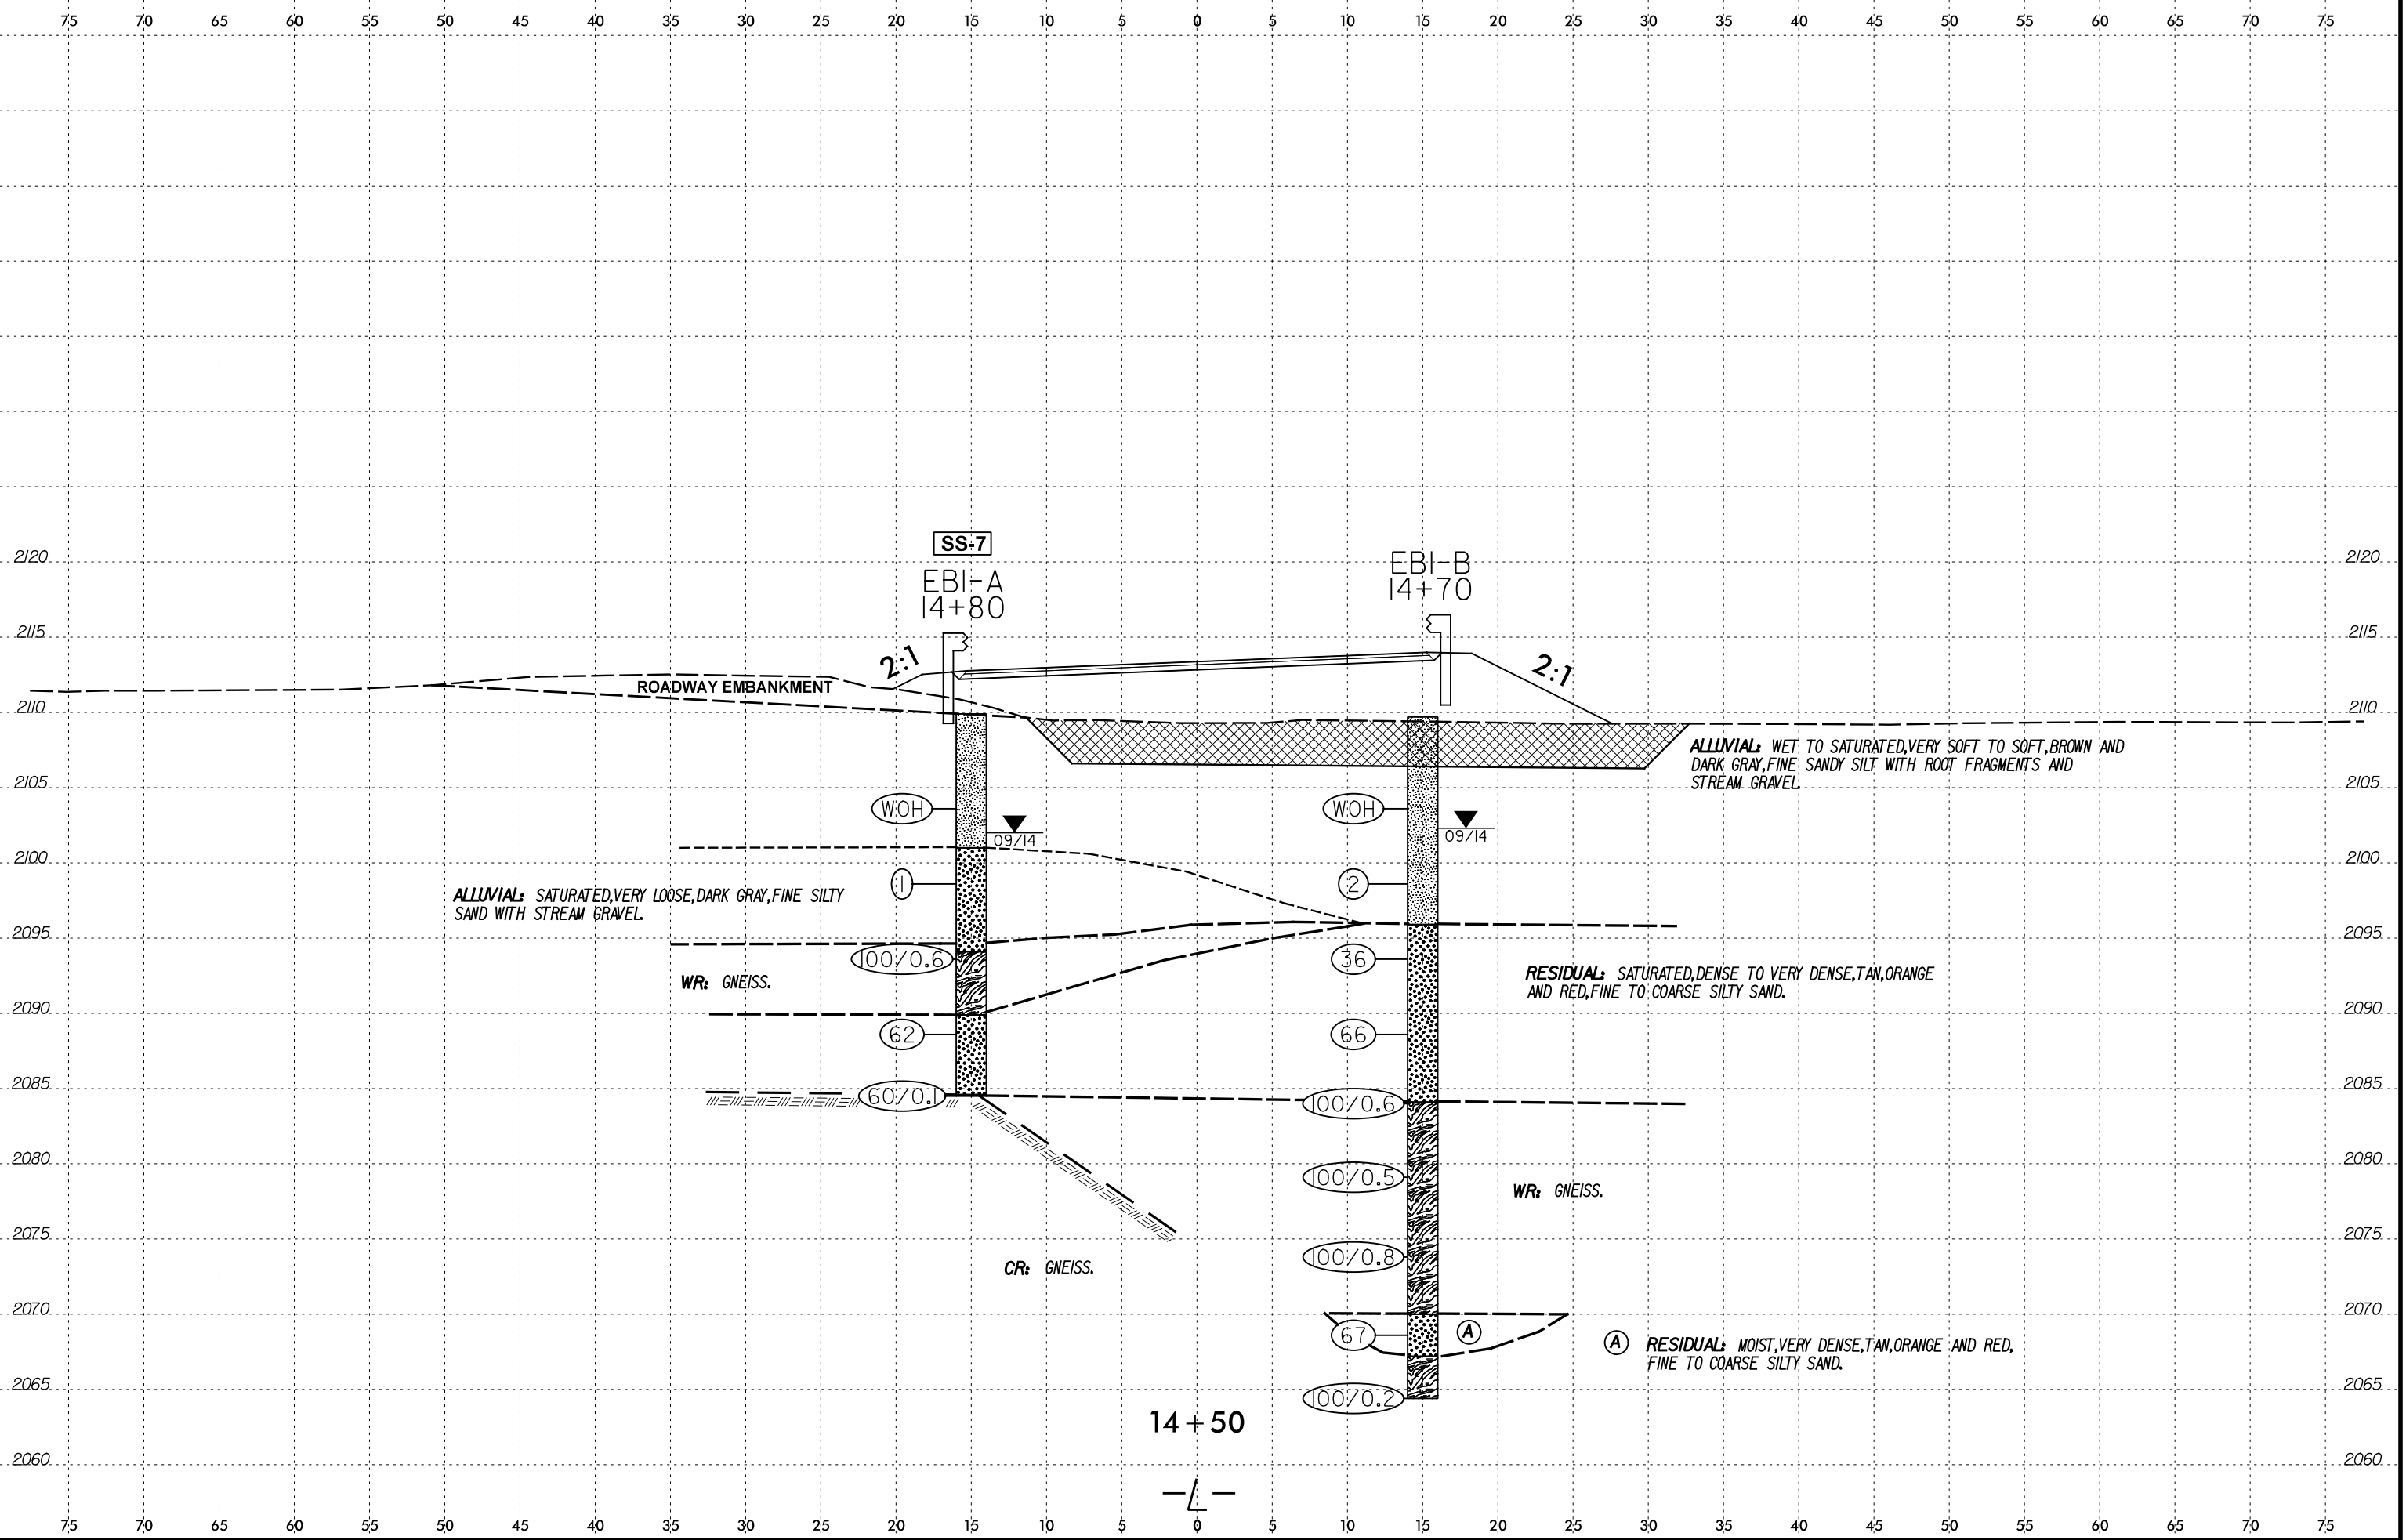 75 70 65 60 55 50 45 40 35 30 25 20 15 10 5 0 5 10 15 20 25 30 35 40 45 50 55 60 65 70 75
SS-7
2120 2120
EB1-A
14+80
EB1-B
14+70
2115 2115
2:1
2:1
ROADWAY EMBANKMENT
2110 2110
ALLUVIAL: WET TO SATURATED, VERY SOFT TO SOFT, BROWN AND
DARK GRAY, FINE SANDY SILT WITH ROOT FRAGMENTS AND
STREAM GRAVEL.
2105 2105
WOH
09/14
WOH
09/14
2100 2100
1
2
ALLUVIAL: SATURATED, VERY LOOSE, DARK GRAY, FINE SILTY
SAND WITH STREAM GRAVEL.
2095 2095
100/0.6
36
WR: GNEISS.
RESIDUAL: SATURATED, DENSE TO VERY DENSE, TAN, ORANGE
AND RED, FINE TO COARSE SILTY SAND.
2090 2090
62
66
2085 2085
60/0.1
100/0.6
2080 2080
100/0.5
WR: GNEISS.
2075 2075
100/0.8
CR: GNEISS.
2070 2070
67
A
A RESIDUAL: MOIST, VERY DENSE, TAN, ORANGE AND RED,
FINE TO COARSE SILTY SAND.
2065 2065
100/0.2
14+50
2060 2060
-L-
75 70 65 60 55 50 45 40 35 30 25 20 15 10 5 0 5 10 15 20 25 30 35 40 45 50 55 60 65 70 75